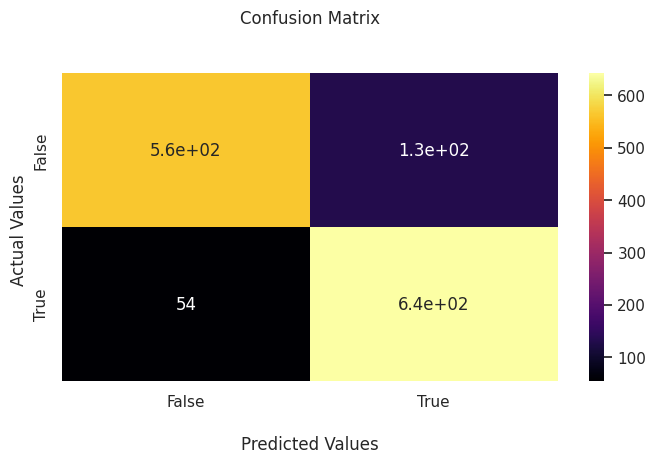 Confusion Matrix
600
500
400
300
200
100
Actual Values
False
True
5.6e+02
1.3e+02
54
6.4e+02
False
True
Predicted Values